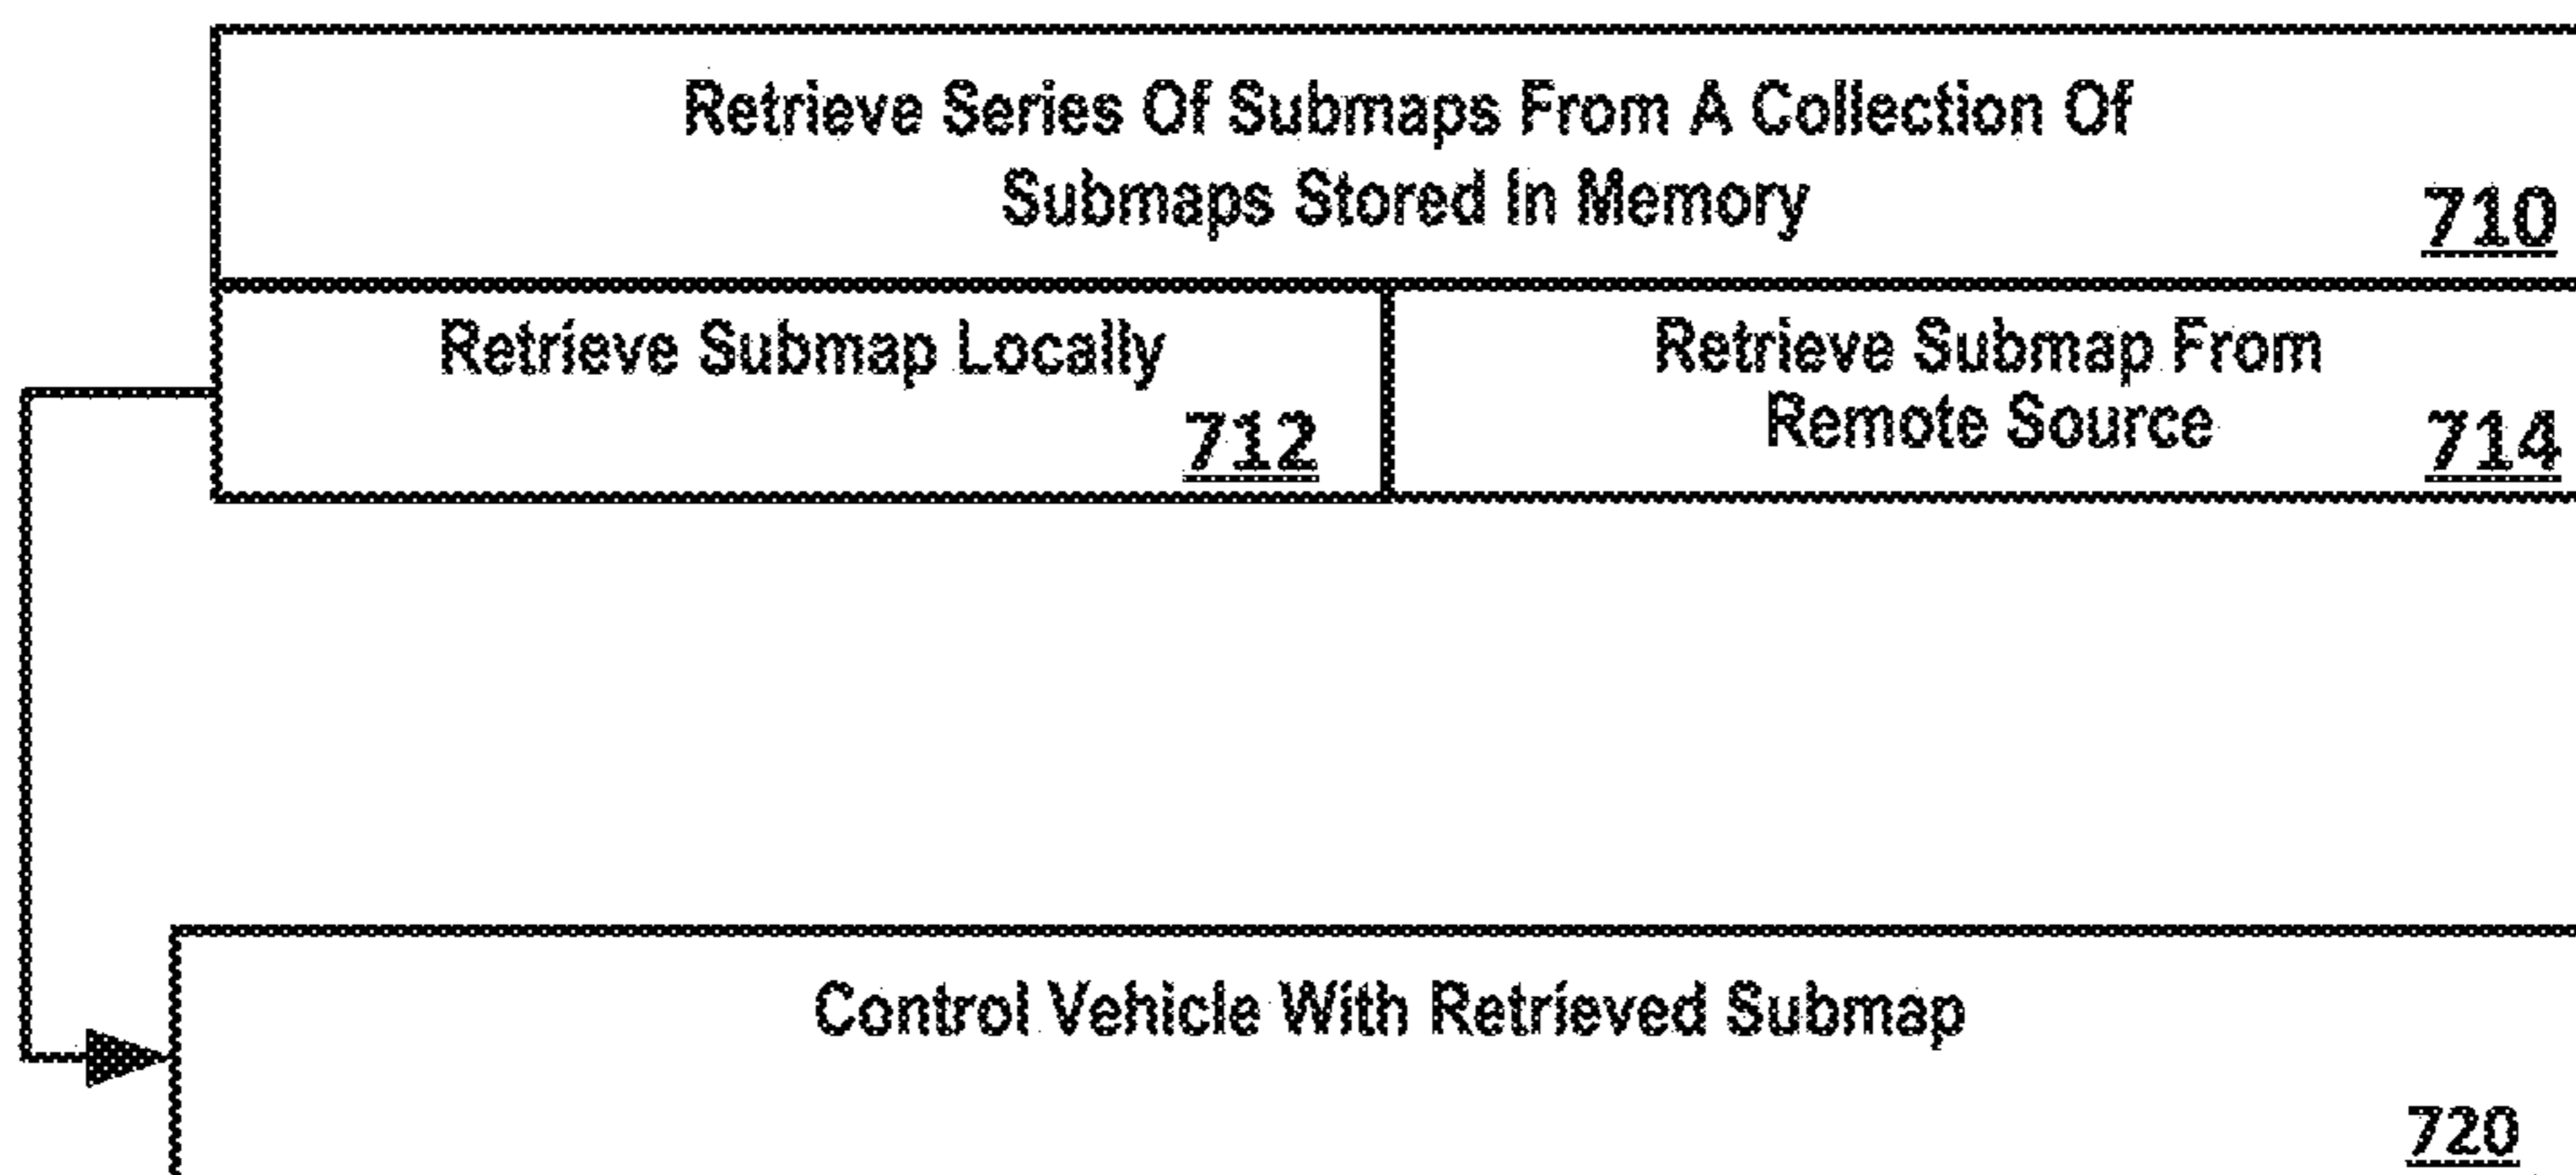 Retrieve Series Of Submaps From A Collection Of
Submaps Stored In Memory
710
Retrieve Submap Locally
712
Retrieve Submap From
Remote Source
714
Control Vehicle With Retrieved Submap
720